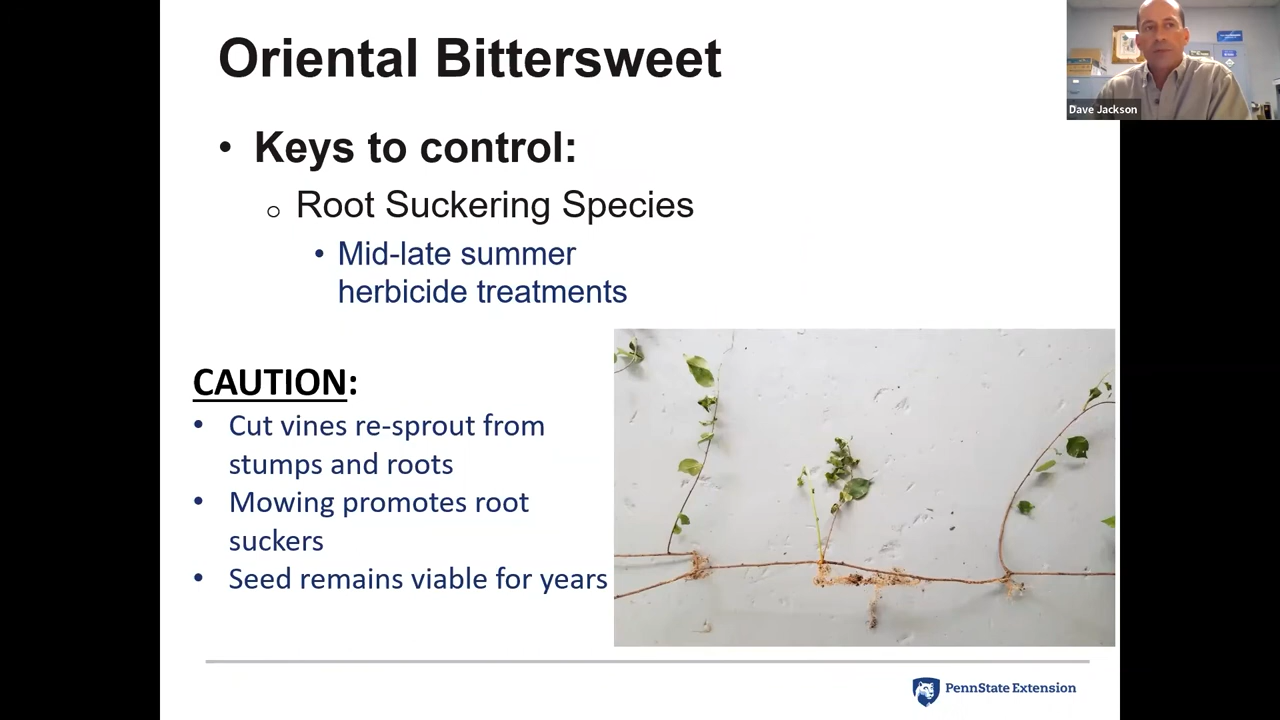 Oriental Bittersweet
Dave Jackson
• Keys to control:
o Root Suckering Species
• Mid-late summer
herbicide treatments
CAUTION:
• Cut vines re-sprout from
stumps and roots
• Mowing promotes root
suckers
• Seed remains viable for years
PennState Extension